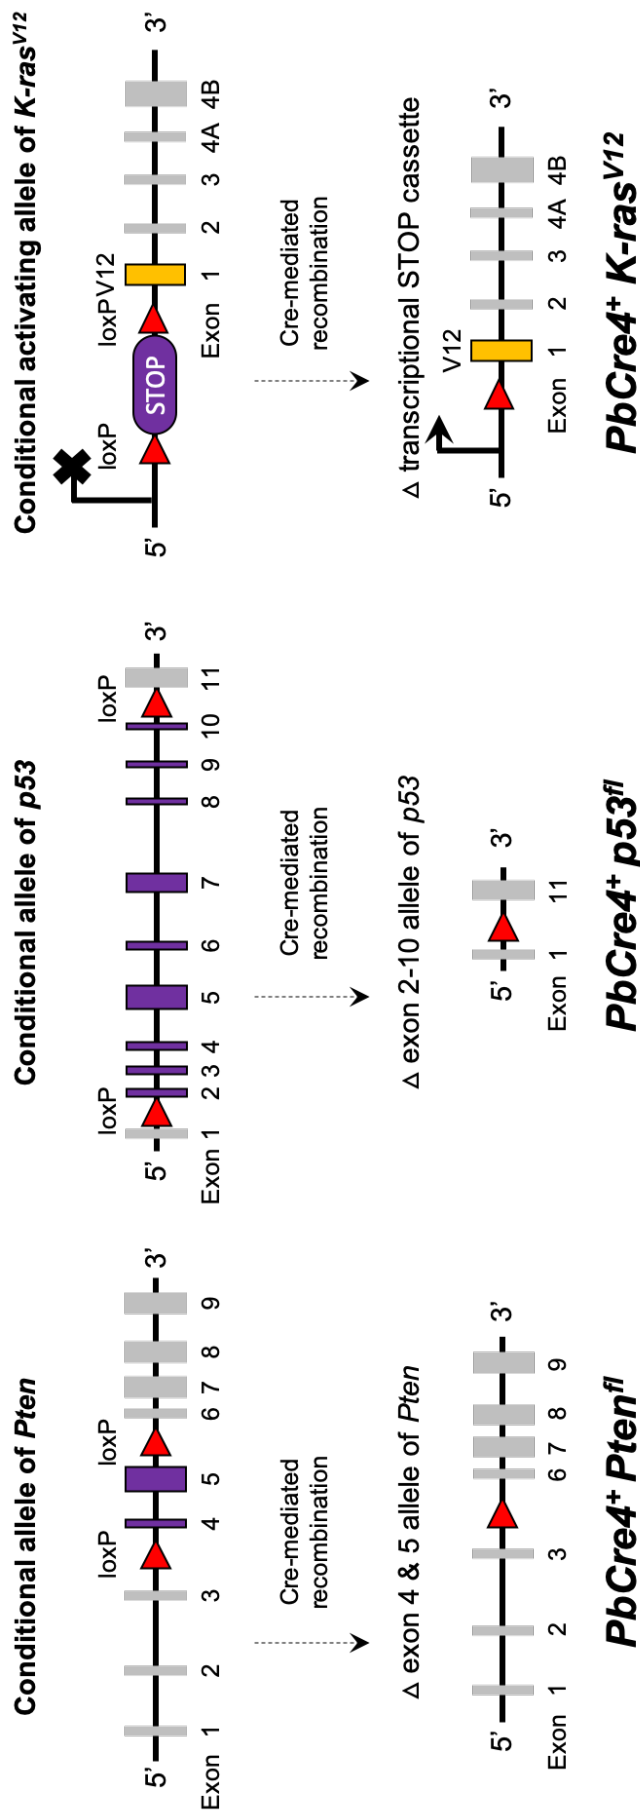 Conditional allele of Pten
loxP loxP
5’ 3’
Exon 1 2 3 4 5 6 7 8 9
Cre-mediated
recombination
Δ exon 4 & 5 allele of Pten
5’ 3’
Exon 1 2 3 6 7 8 9
PbCre4⁺ Ptenᶠˡ
Conditional allele of p53
loxP loxP
5’ 3’
Exon 1 2 3 4 5 6 7 8 9 10 11
Cre-mediated
recombination
Δ exon 2-10 allele of p53
5’ 3’
Exon 1 11
PbCre4⁺ p53ᶠˡ
Conditional activating allele of K-rasV12
loxP loxP V12
5’ STOP 3’
Exon 1 2 3 4A 4B
Cre-mediated
recombination
Δ transcriptional STOP cassette
V12
5’ 3’
Exon 1 2 3 4A 4B
PbCre4⁺ K-rasV12